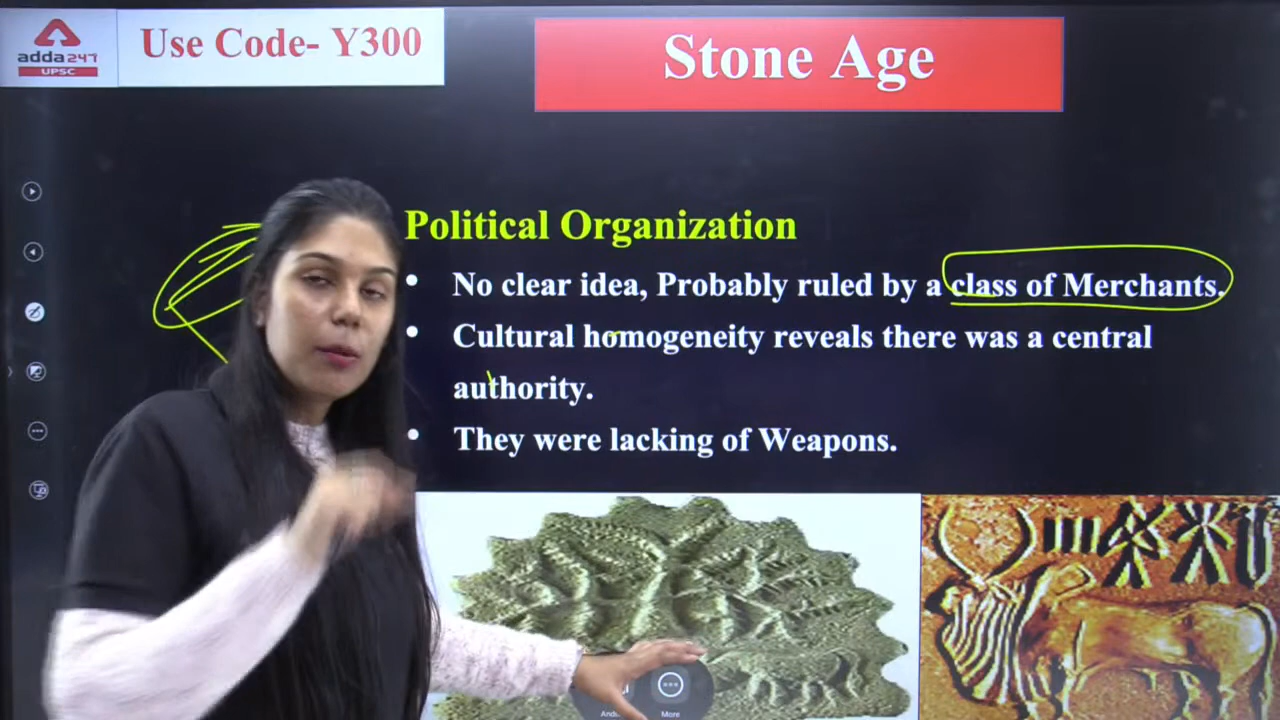 adda247
UPSC
Use Code- Y300
Stone Age
Political Organization
• No clear idea, Probably ruled by a class of Merchants.
• Cultural homogeneity reveals there was a central
authority.
• They were lacking of Weapons.
More